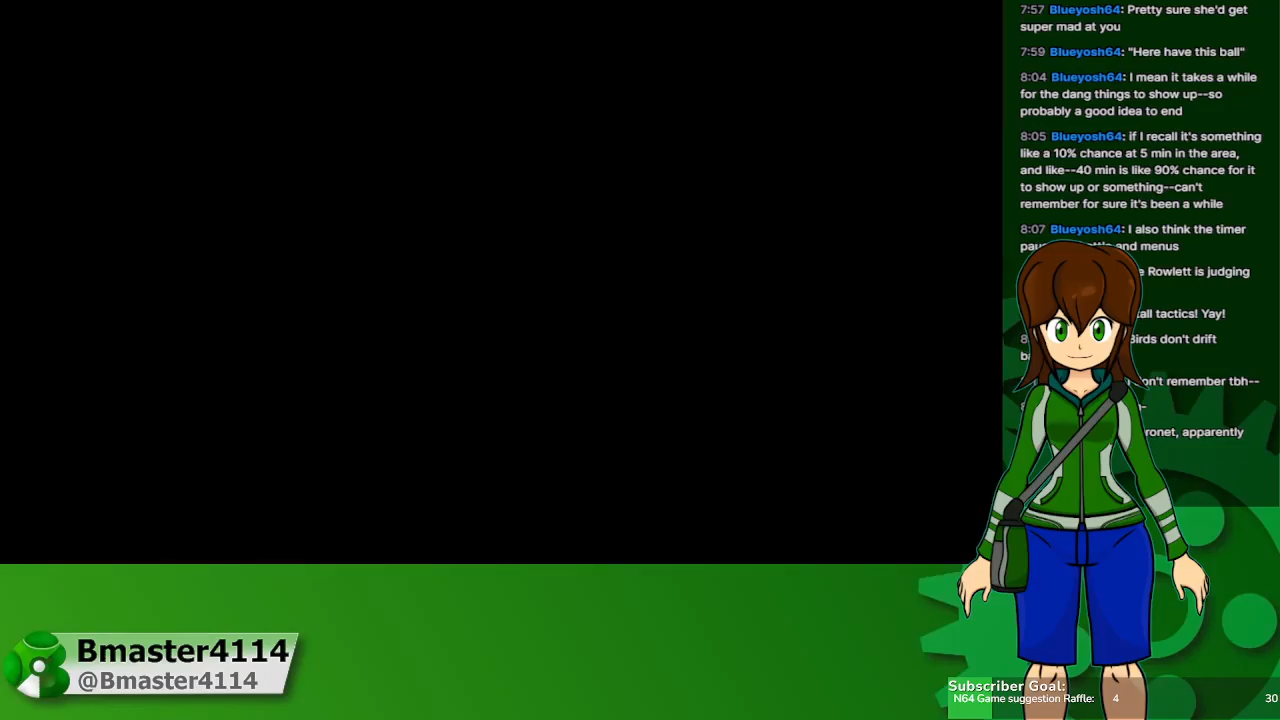 7:57 Blueyosh64: Pretty sure she'd get
super mad at you
7:59 Blueyosh64: "Here have this ball"
8:04 Blueyosh64: I mean it takes a while
for the dang things to show up--so
probably a good idea to end
8:05 Blueyosh64: if I recall it's something
like a 10% chance at 5 min in the area,
and like--40 min is like 90% chance for it
to show up or something--can't
remember for sure it's been a while
8:07 Blueyosh64: I also think the timer
and menus
Rowlett is judging
tactics! Yay!
Birds don't drift
remember tbh--
apparently
Bmaster4114
@Bmaster4114
Subscriber Goal:
N64 Game suggestion Raffle: 4 30